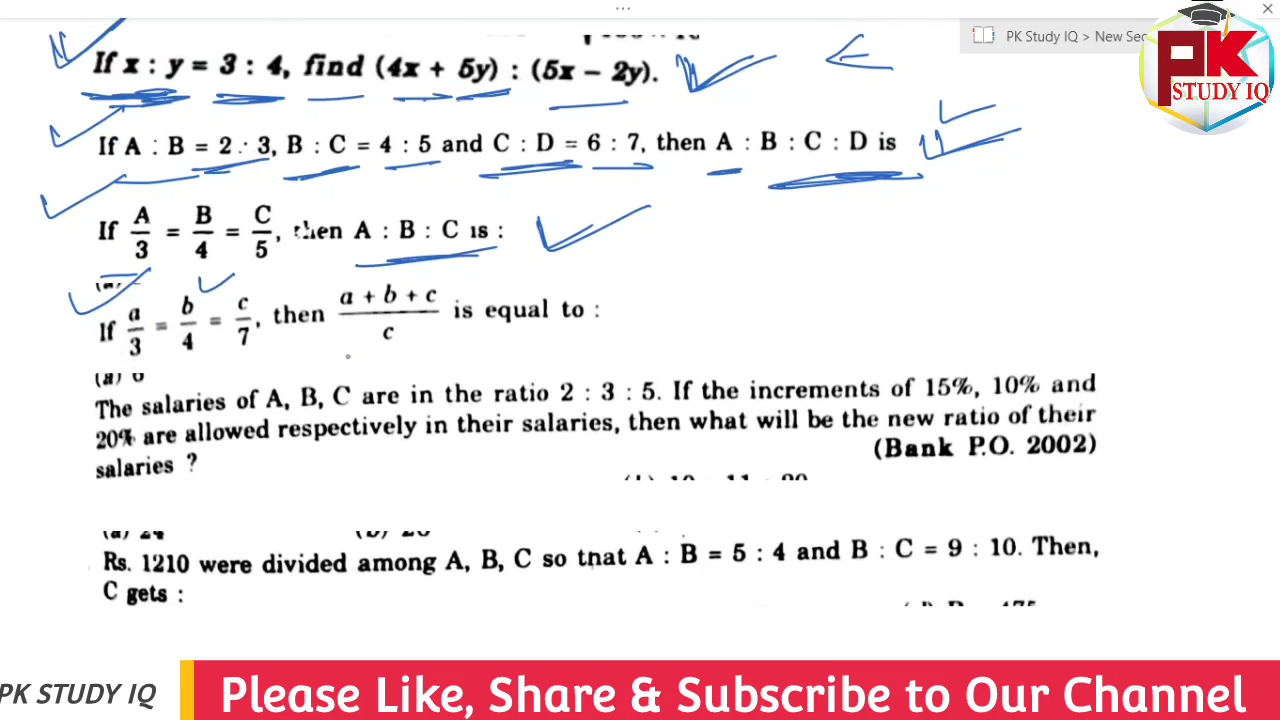 PK Study IQ > New Sec
PK
STUDY IQ
If x : y = 3 : 4, find (4x + 5y) : (5x − 2y).
If A : B = 2 : 3, B : C = 4 : 5 and C : D = 6 : 7, then A : B : C : D is
If A/3 = B/4 = C/5, then A : B : C is :
If a/3 = b/4 = c/7, then (a + b + c)/c is equal to :
The salaries of A, B, C are in the ratio 2 : 3 : 5. If the increments of 15%, 10% and
20% are allowed respectively in their salaries, then what will be the new ratio of their
salaries ?
(Bank P.O. 2002)
Rs. 1210 were divided among A, B, C so that A : B = 5 : 4 and B : C = 9 : 10. Then,
C gets :
PK STUDY IQ
Please Like, Share & Subscribe to Our Channel